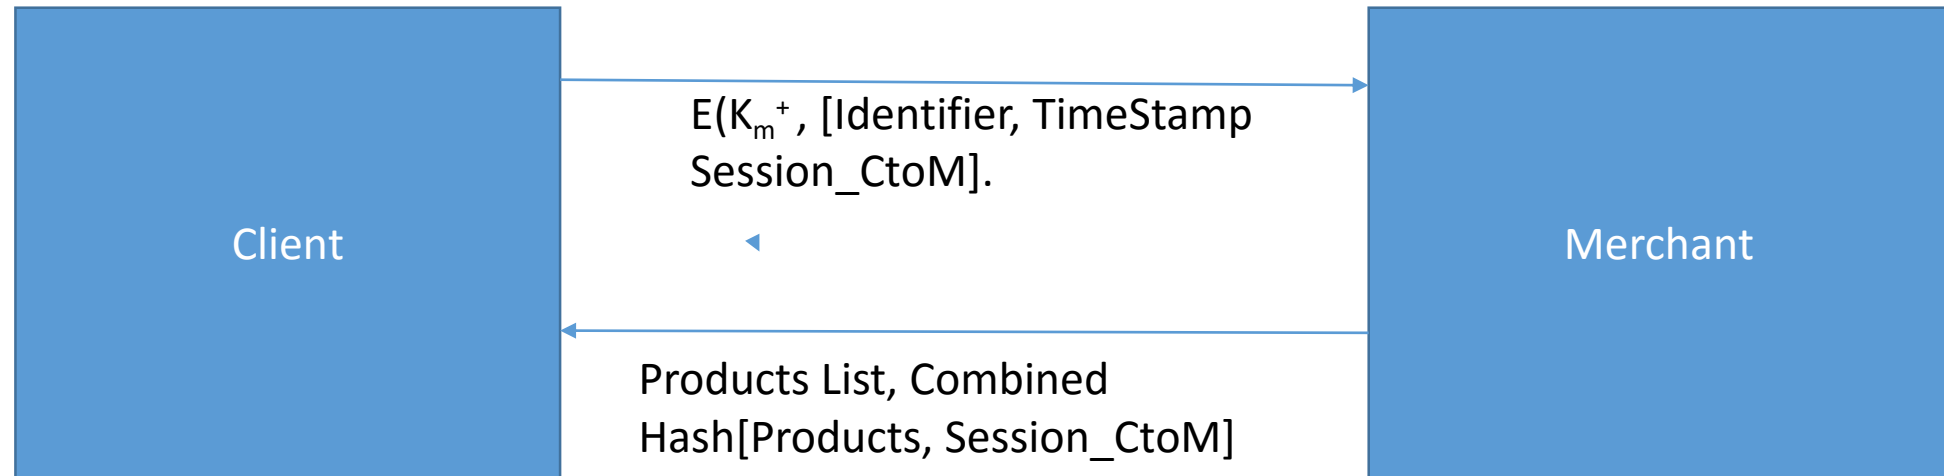 Client
E(Kₘ⁺, [Identifier, TimeStamp
Session_CtoM].
Merchant
Products List, Combined
Hash[Products, Session_CtoM]